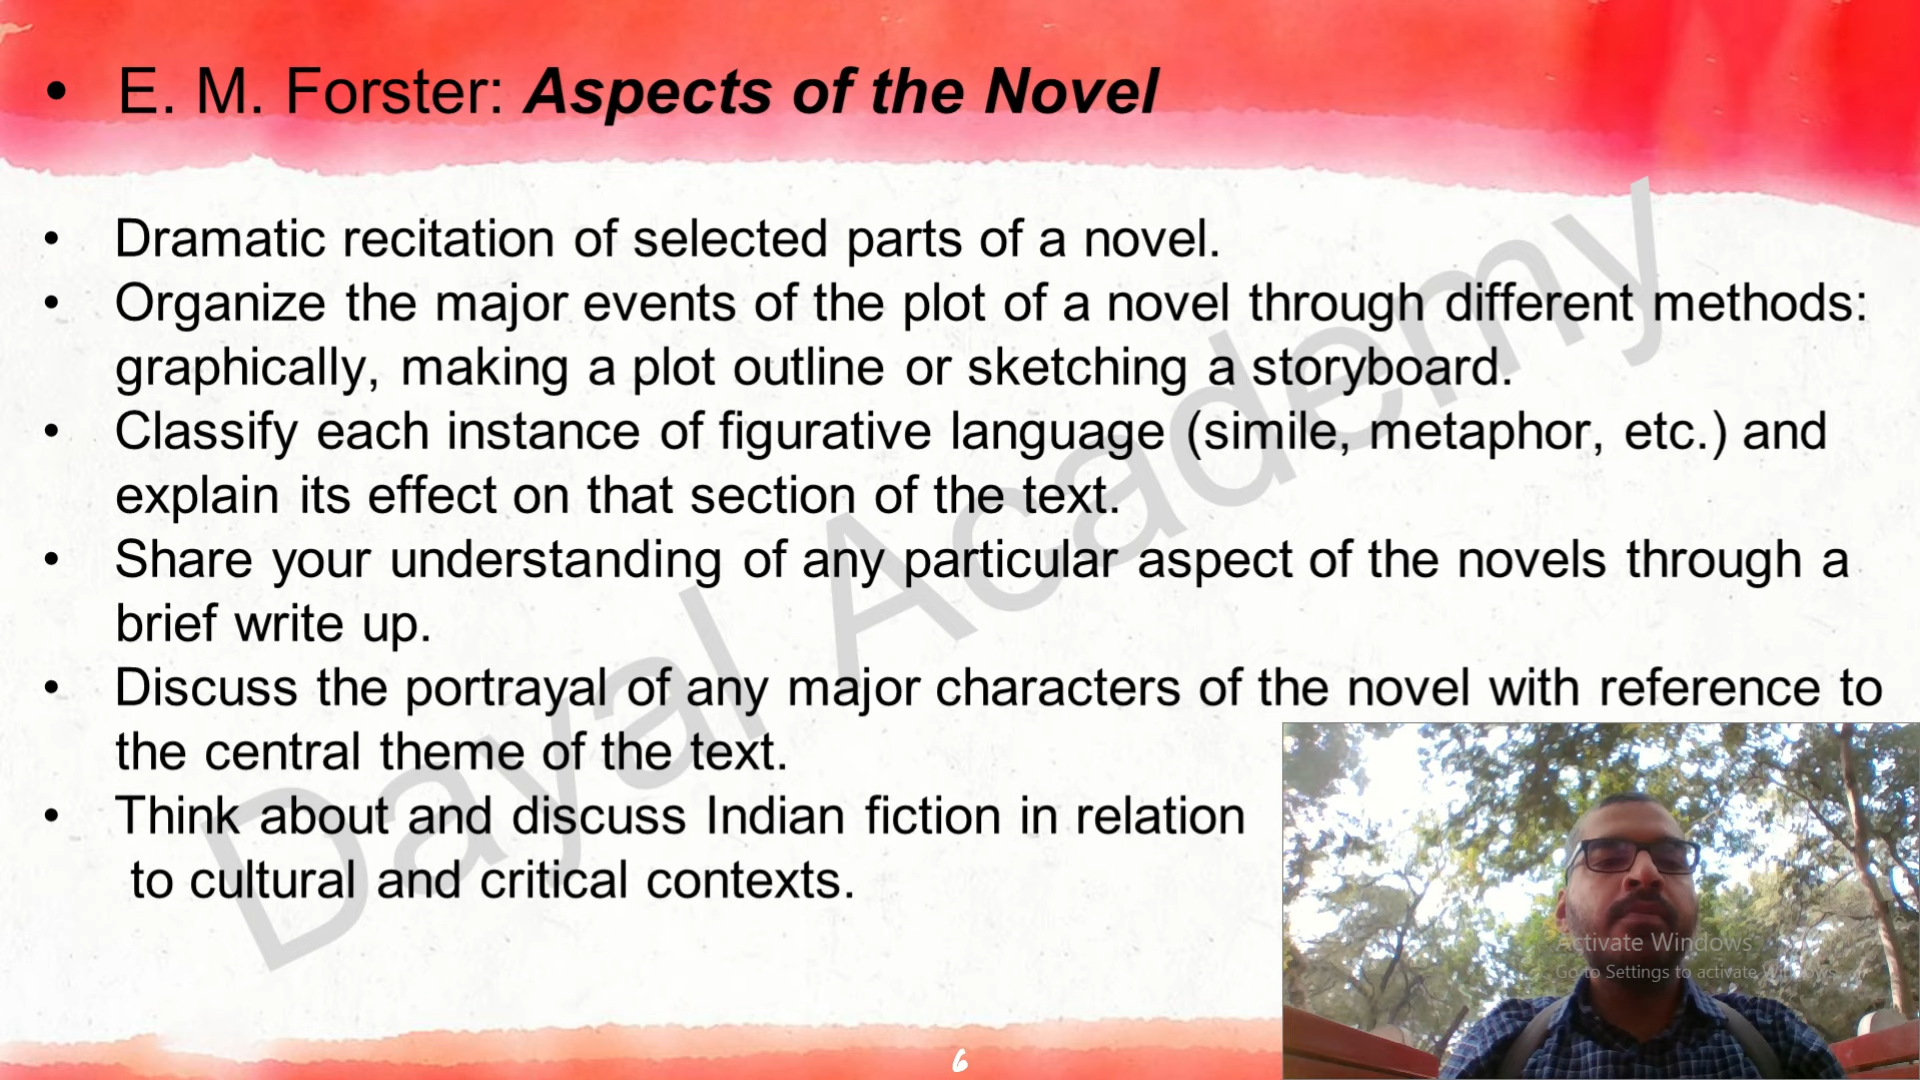 • E. M. Forster: Aspects of the Novel
• Dramatic recitation of selected parts of a novel.
• Organize the major events of the plot of a novel through different methods:
graphically, making a plot outline or sketching a storyboard.
• Classify each instance of figurative language (simile, metaphor, etc.) and
explain its effect on that section of the text.
• Share your understanding of any particular aspect of the novels through a
brief write up.
• Discuss the portrayal of any major characters of the novel with reference to
the central theme of the text.
• Think about and discuss Indian fiction in relation
to cultural and critical contexts.
Dayal Academy
Activate Windows
Go to Settings to activate Windows.
6